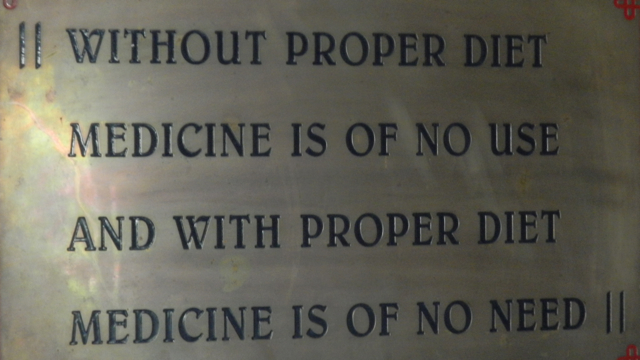 || WITHOUT PROPER DIET
MEDICINE IS OF NO USE
AND WITH PROPER DIET
MEDICINE IS OF NO NEED ||